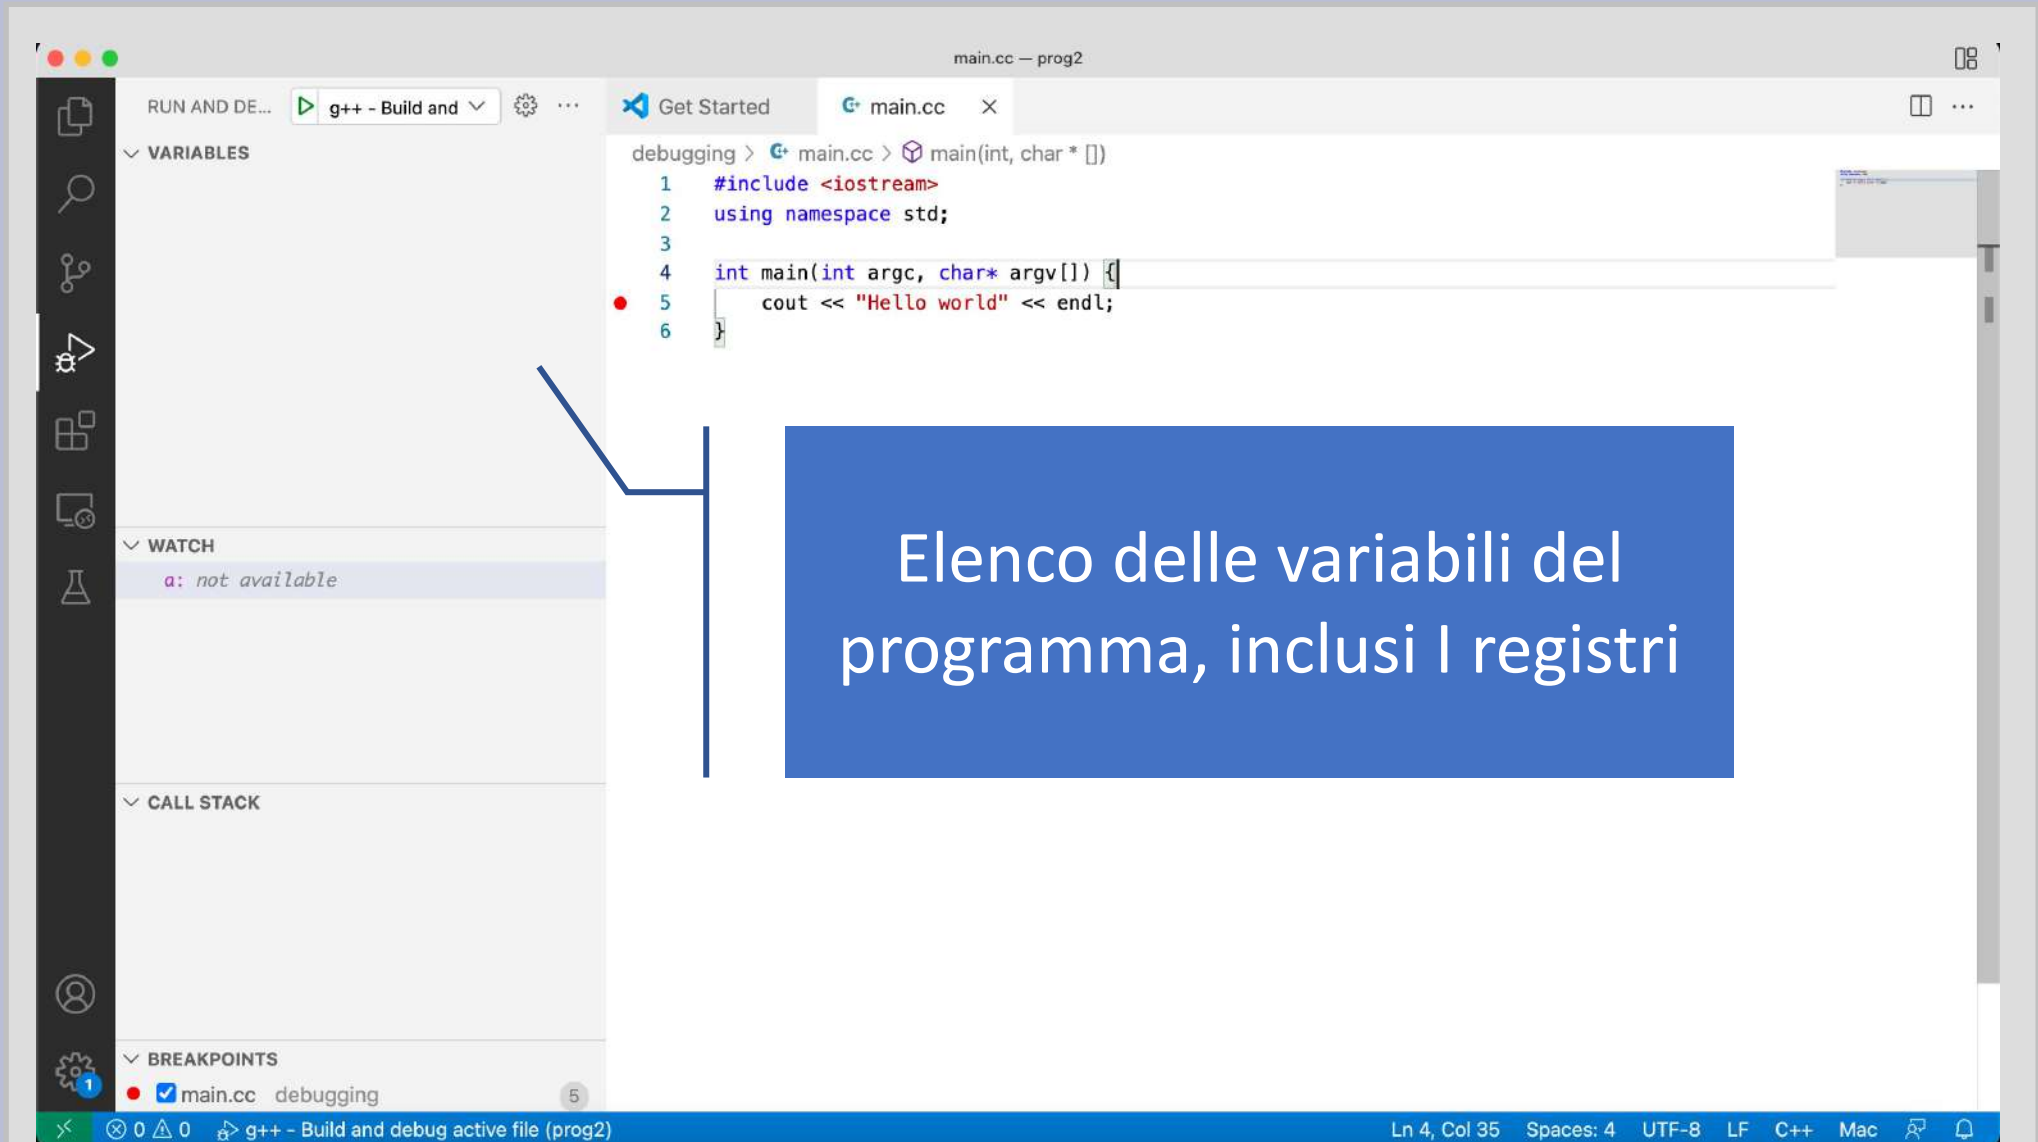 main.cc — prog2
RUN AND DE... g++ - Build and
Get Started main.cc
VARIABLES
debugging > main.cc > main(int, char * [])
1 #include <iostream>
2 using namespace std;
3
4 int main(int argc, char* argv[]) {
5 cout << "Hello world" << endl;
6 }
Elenco delle variabili del
programma, inclusi I registri
WATCH
a: not available
CALL STACK
BREAKPOINTS
main.cc debugging 5
1
0 0 g++ - Build and debug active file (prog2)
Ln 4, Col 35 Spaces: 4 UTF-8 LF C++ Mac